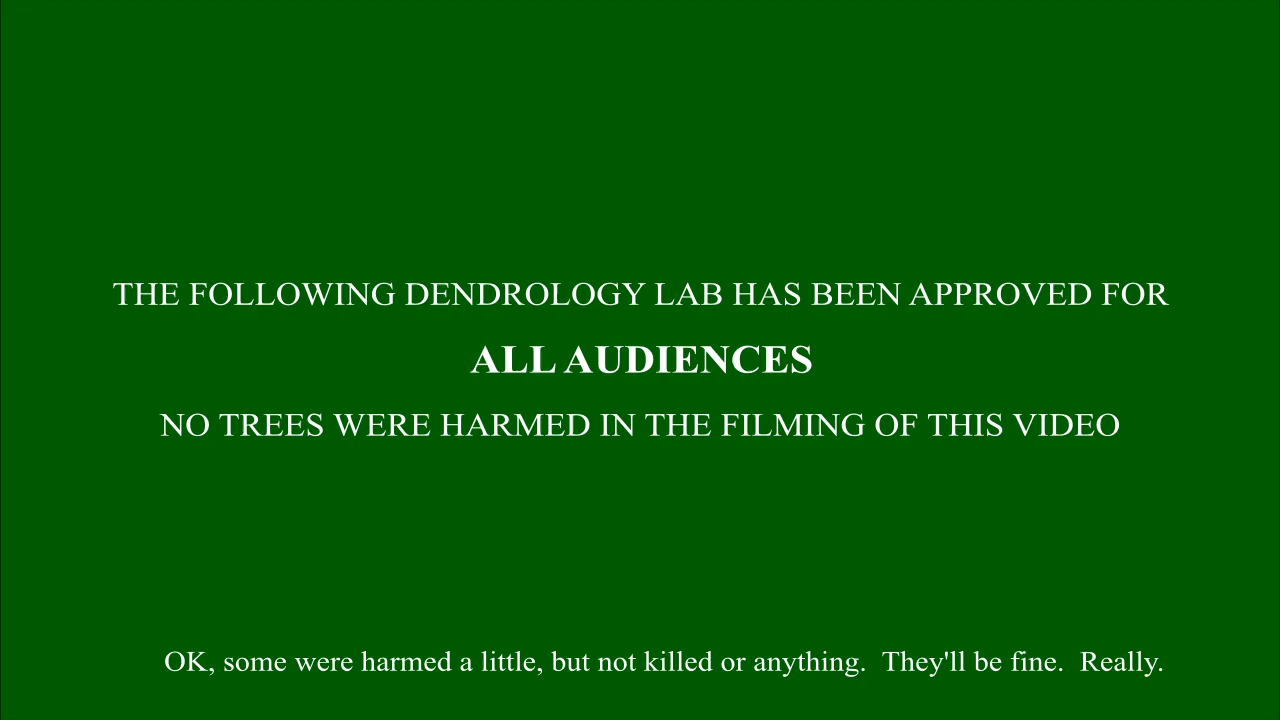 THE FOLLOWING DENDROLOGY LAB HAS BEEN APPROVED FOR
ALL AUDIENCES
NO TREES WERE HARMED IN THE FILMING OF THIS VIDEO
OK, some were harmed a little, but not killed or anything.  They'll be fine.  Really.